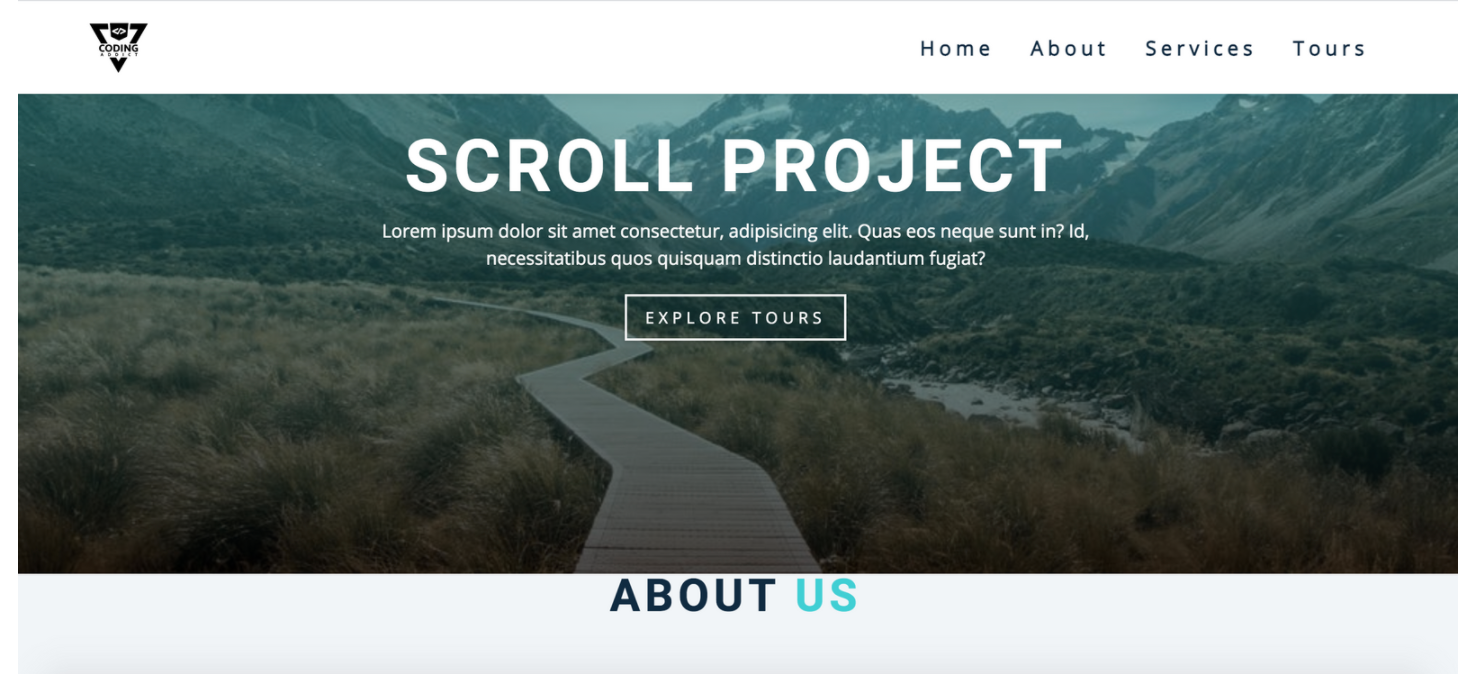 </>
CODING
ADDICT
Home About Services Tours
SCROLL PROJECT
Lorem ipsum dolor sit amet consectetur, adipisicing elit. Quas eos neque sunt in? Id,
necessitatibus quos quisquam distinctio laudantium fugiat?
EXPLORE TOURS
ABOUT US